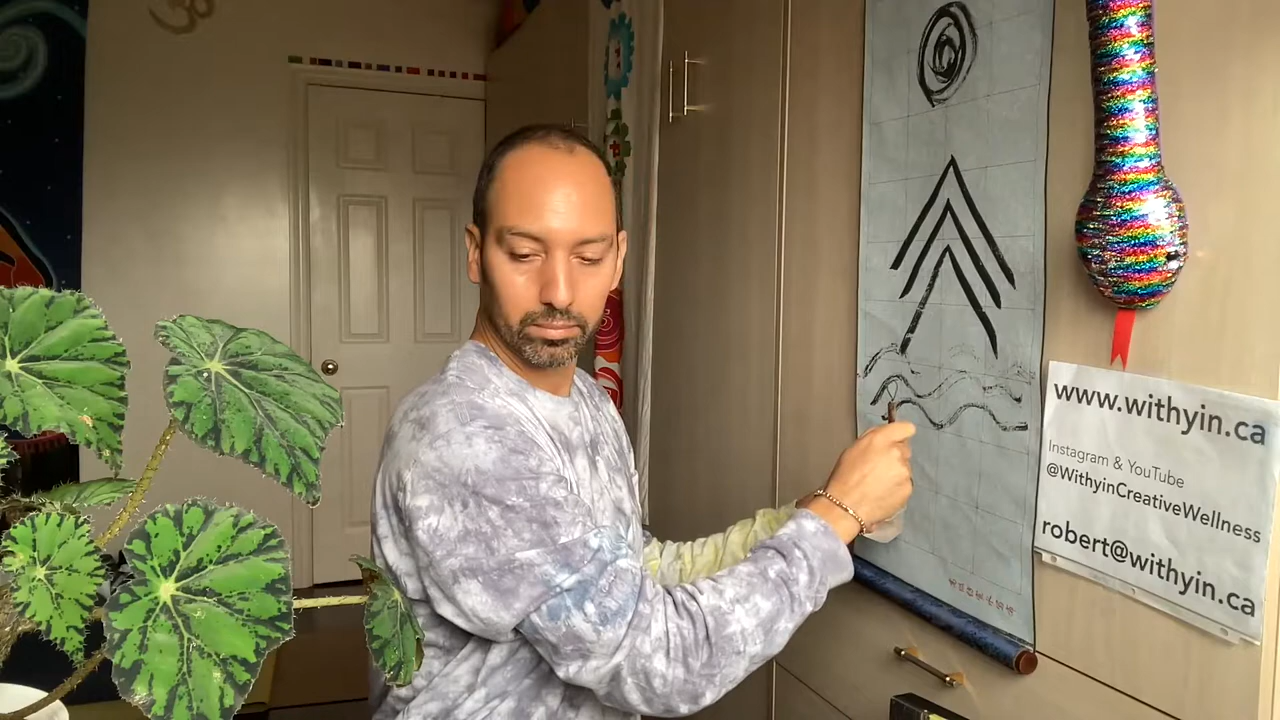 ॐ
www.withyin.ca
Instagram & YouTube
@WithyinCreativeWellness
robert@withyin.ca